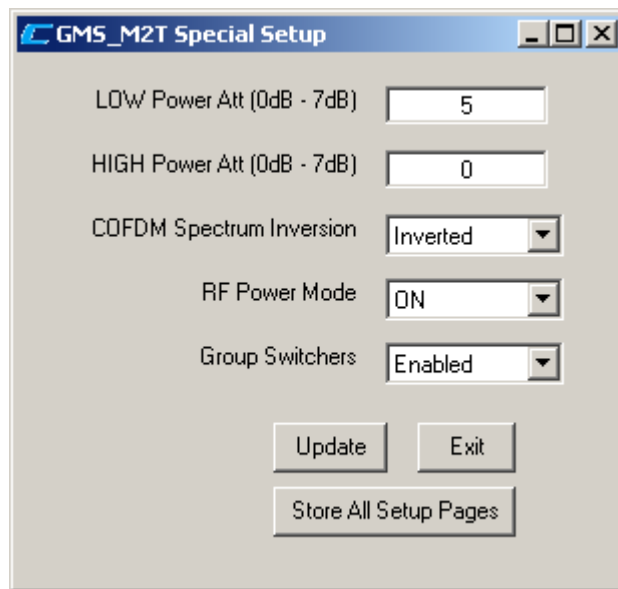 GMS_M2T Special Setup
LOW Power Att (0dB - 7dB) 5
HIGH Power Att (0dB - 7dB) 0
COFDM Spectrum Inversion Inverted
RF Power Mode ON
Group Switchers Enabled
Update Exit
Store All Setup Pages